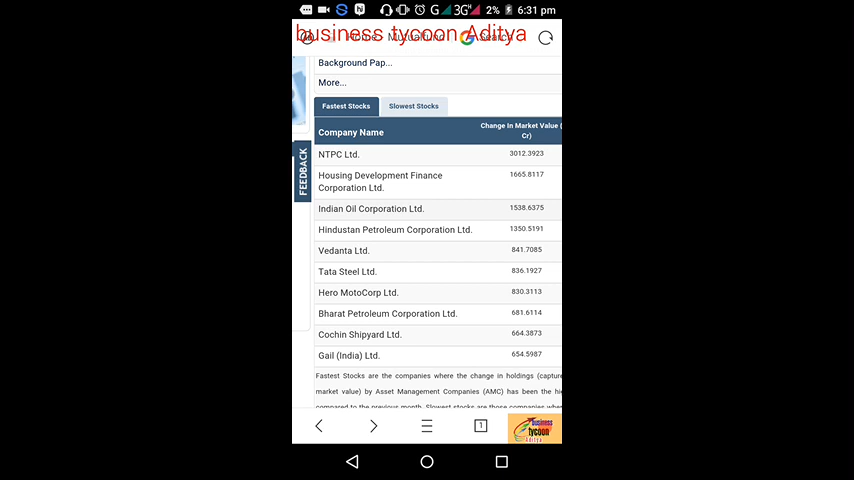 2% 6:31 pm
business tycoon Aditya
Background Pap...
More...
Fastest Stocks Slowest Stocks
Company Name Change In Market Value (
Cr)
NTPC Ltd. 3012.3923
Housing Development Finance
Corporation Ltd. 1665.8117
Indian Oil Corporation Ltd. 1538.6375
Hindustan Petroleum Corporation Ltd. 1350.5191
Vedanta Ltd. 841.7085
Tata Steel Ltd. 836.1927
Hero MotoCorp Ltd. 830.3113
Bharat Petroleum Corporation Ltd. 681.6114
Cochin Shipyard Ltd. 664.3873
Gail (India) Ltd. 654.5987
Fastest Stocks are the companies where the change in holdings (capture
market value) by Asset Management Companies (AMC) has been the hi
compared to the previous month. Slowest stocks are those companies whe
FEEDBACK
1
business
tycoon
Aditya